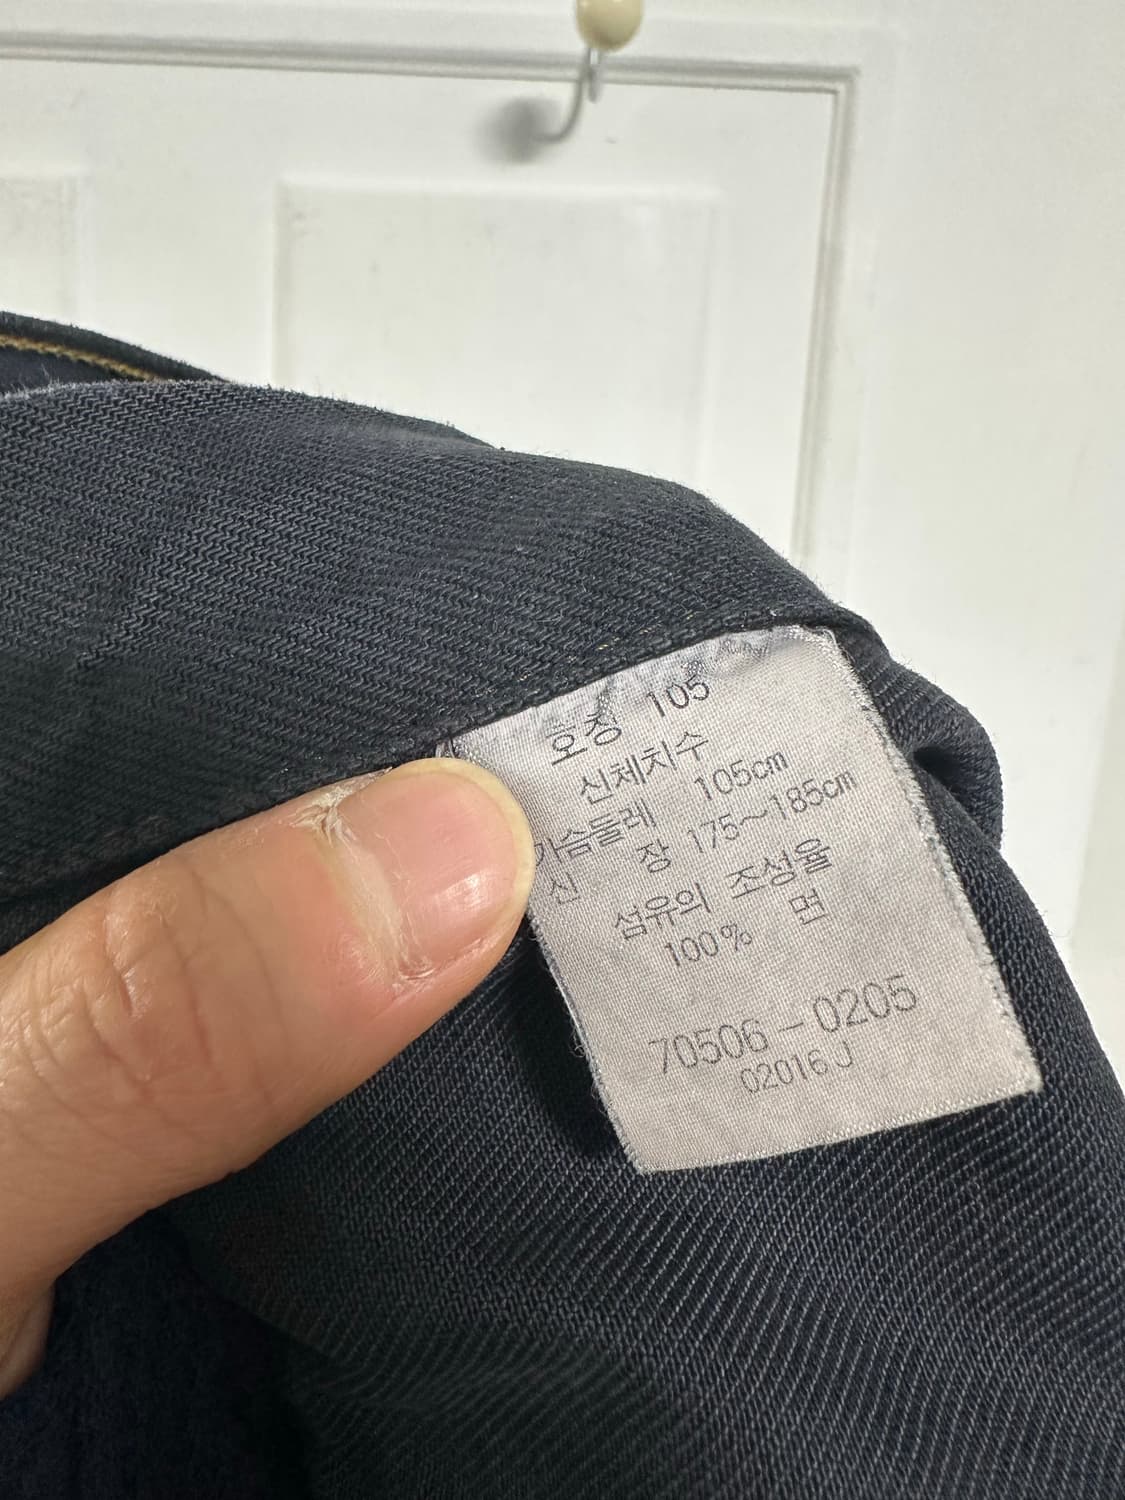 호칭 105
신체치수
가슴둘레 105cm
신 장 175~185cm
섬유의 조성율
100% 면
70506-0205
02016J